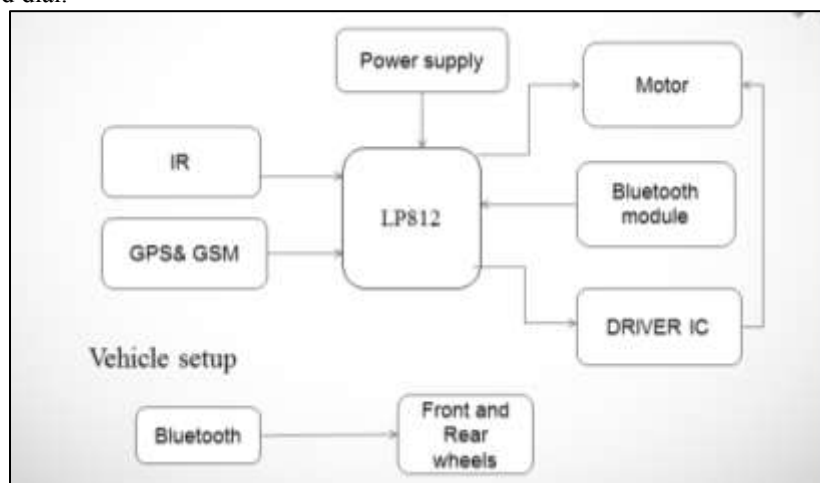 Power supply
Motor
IR
LP812
Bluetooth
module
GPS& GSM
DRIVER IC
Vehicle setup
Bluetooth
Front and
Rear
wheels